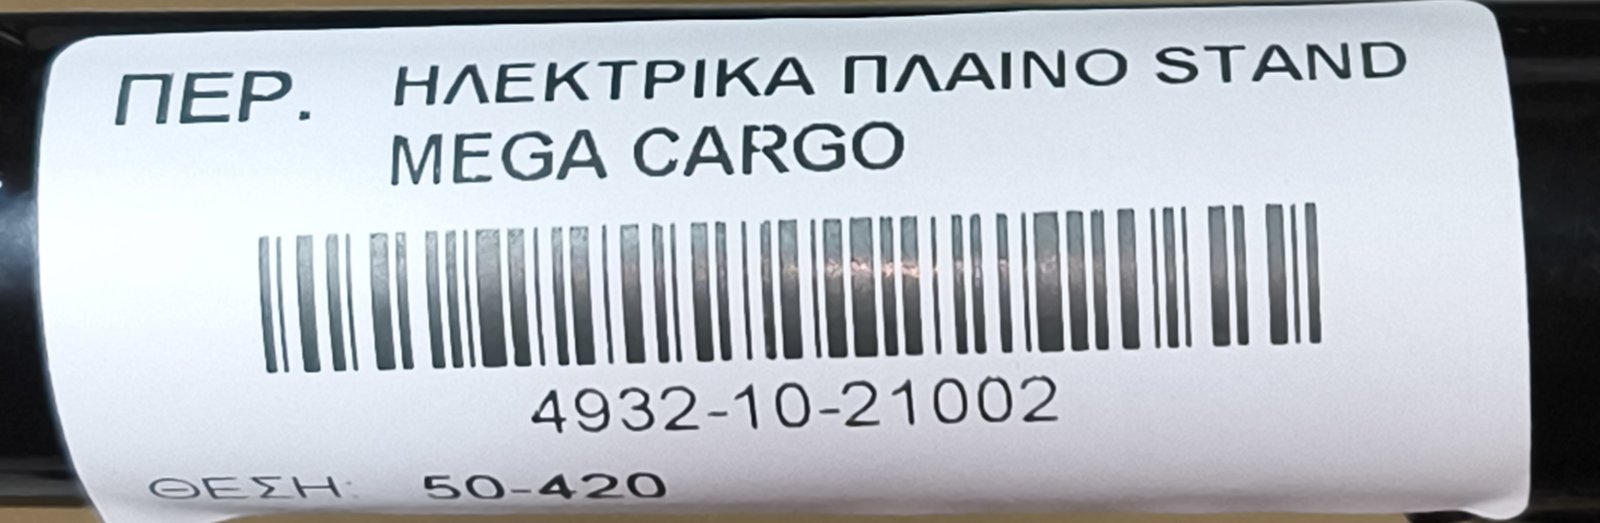 ΠΕΡ. ΗΛΕΚΤΡΙΚΑ ΠΛΑΙΝΟ STAND
MEGA CARGO
4932-10-21002
ΘΕΣΗ: 50-420